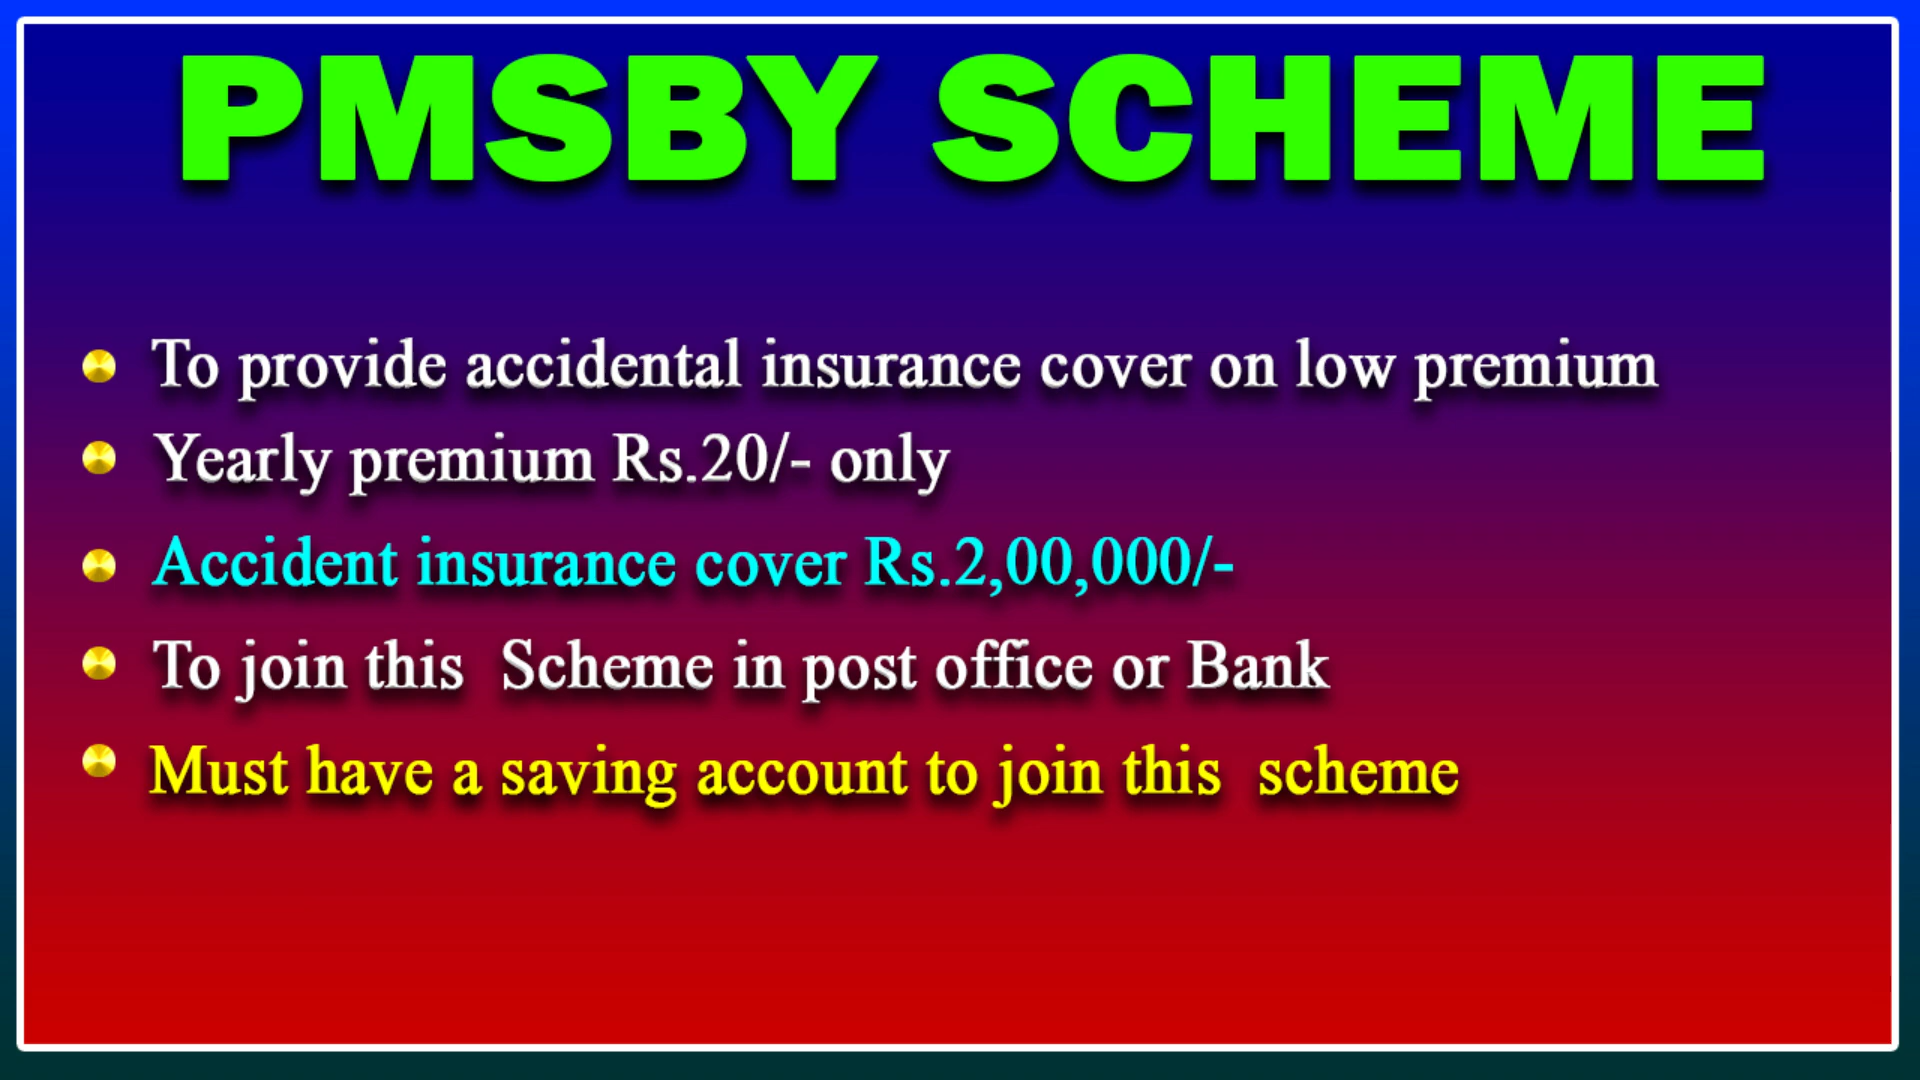 PMSBY SCHEME
To provide accidental insurance cover on low premium
Yearly premium Rs.20/- only
Accident insurance cover Rs.2,00,000/-
To join this  Scheme in post office or Bank
Must have a saving account to join this  scheme